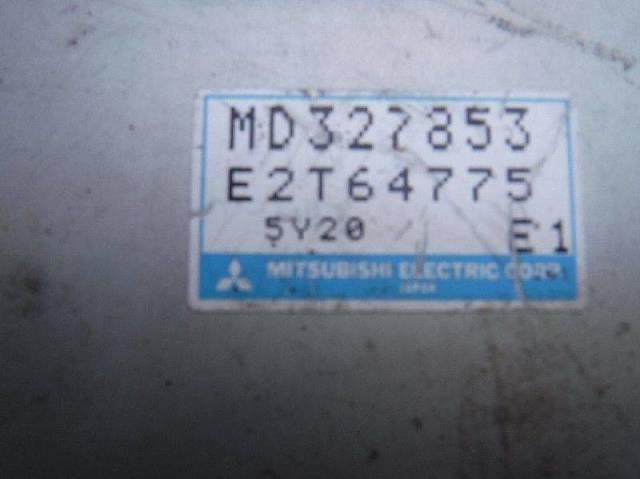 MD327853
E2T64775
5Y20
E1
MITSUBISHI ELECTRIC CORP.
JAPAN